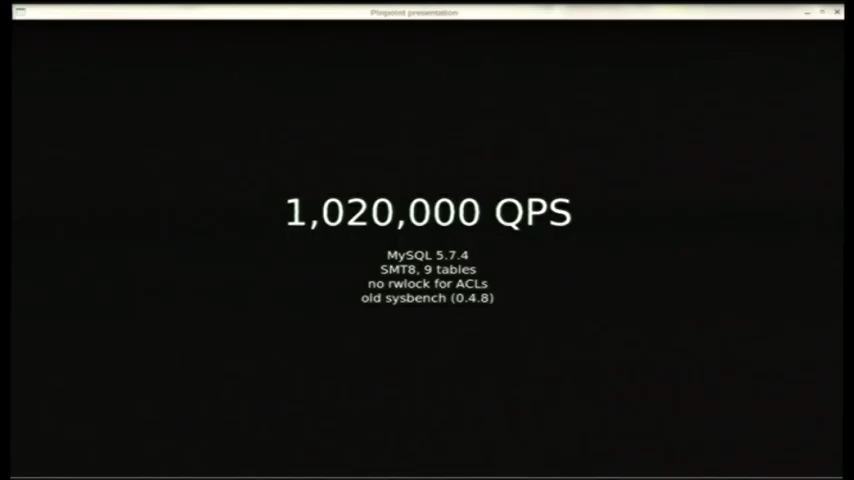 Pinpoint presentation
1,020,000 QPS
MySQL 5.7.4
SMT8, 9 tables
no rwlock for ACLs
old sysbench (0.4.8)